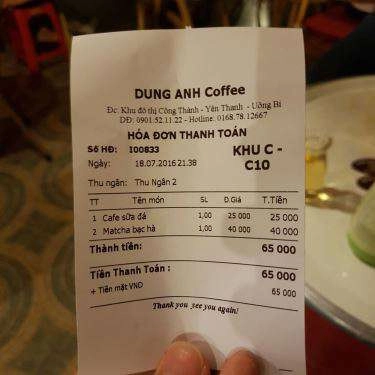 DUNG ANH Coffee
Đc. Khu đô thị Công Thành - Yên Thanh - Uông Bí
DĐ: 0901.52.11.22 - Hotline: 0168.78.12667
HÓA ĐƠN THANH TOÁN
Số HĐ: 100833 KHU C -
Ngày: 18.07.2016 21:38 C10
Thu ngân: Thu Ngân 2
TT Tên món SL Đ.Giá T.Tiền
1 Cafe sữa đá 1,00 25 000 25 000
2 Matcha bạc hà 1,00 40 000 40 000
Thành tiền: 65 000
Tiền Thanh Toán : 65 000
+ Tiền mặt VND 65 000
Thank you see you again!